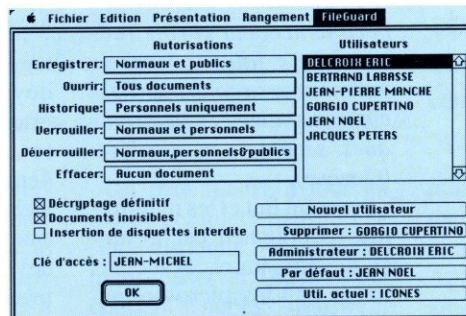 Fichier Edition Présentation Rangement FileGuard
Autorisations
Enregistrer: Normaux et publics
Ouvrir: Tous documents
Historique: Personnels uniquement
Verrouiller: Normaux et personnels
Déverrouiller: Normaux,personnels&publics
Effacer: Aucun document
Décryptage définitif
Documents invisibles
Insertion de disquettes interdite
Clé d'accès : JEAN-MICHEL
OK
Utilisateurs
DELCROIX ERIC
BERTRAND LABASSE
JEAN-PIERRE MANCHE
GORGIO CUPERTINO
JEAN NOEL
JACQUES PETERS
Nouvel utilisateur
Supprimer : GORGIO CUPERTINO
Administrateur : DELCROIX ERIC
Par défaut : JEAN NOEL
Util. actuel : ICONES